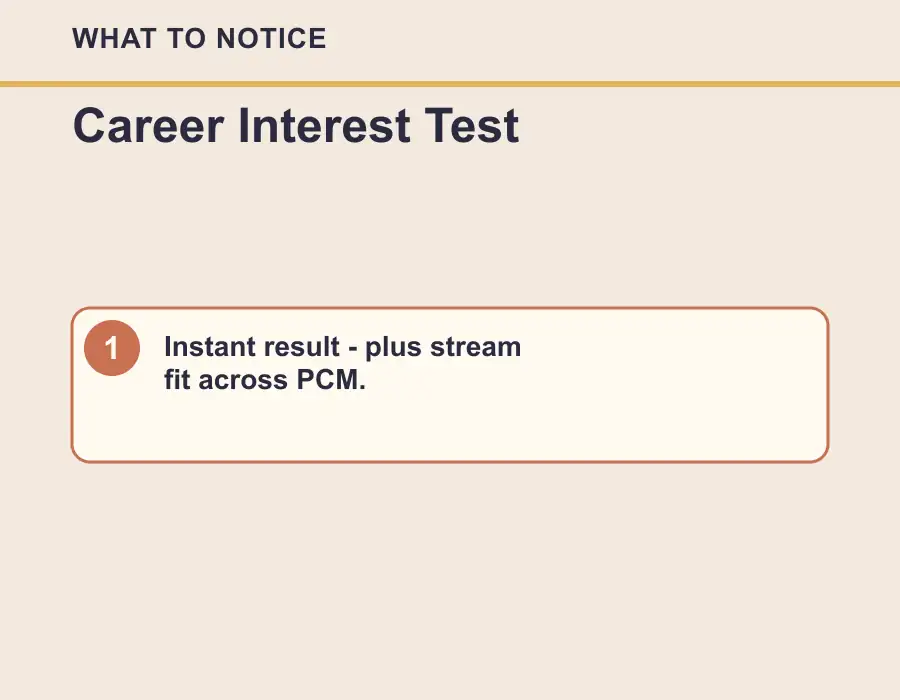 WHAT TO NOTICE
Career Interest Test
1
Instant result - plus stream
fit across PCM.